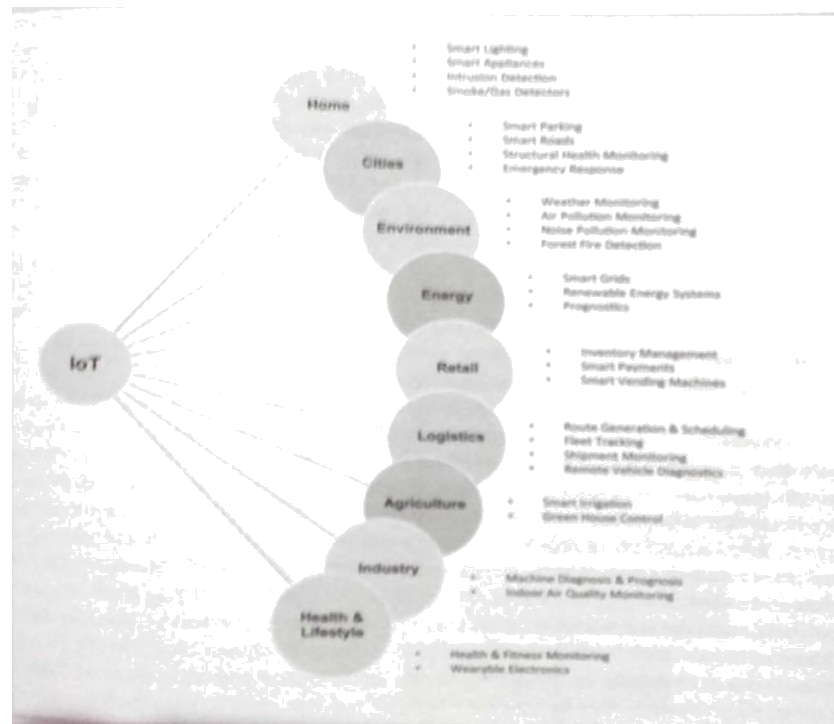 Smart Lighting
Smart Appliances
Intrusion Detection
Smoke/Gas Detectors
Home
Smart Parking
Smart Roads
Structural Health Monitoring
Emergency Response
Cities
Weather Monitoring
Air Pollution Monitoring
Noise Pollution Monitoring
Forest Fire Detection
Environment
Smart Grids
Renewable Energy Systems
Prognostics
Energy
IoT
Inventory Management
Smart Payments
Smart Vending Machines
Retail
Route Generation & Scheduling
Fleet Tracking
Shipment Monitoring
Remote Vehicle Diagnostics
Logistics
Smart Irrigation
Green House Control
Agriculture
Machine Diagnosis & Prognosis
Indoor Air Quality Monitoring
Industry
Health &
Lifestyle
Health & Fitness Monitoring
Wearable Electronics